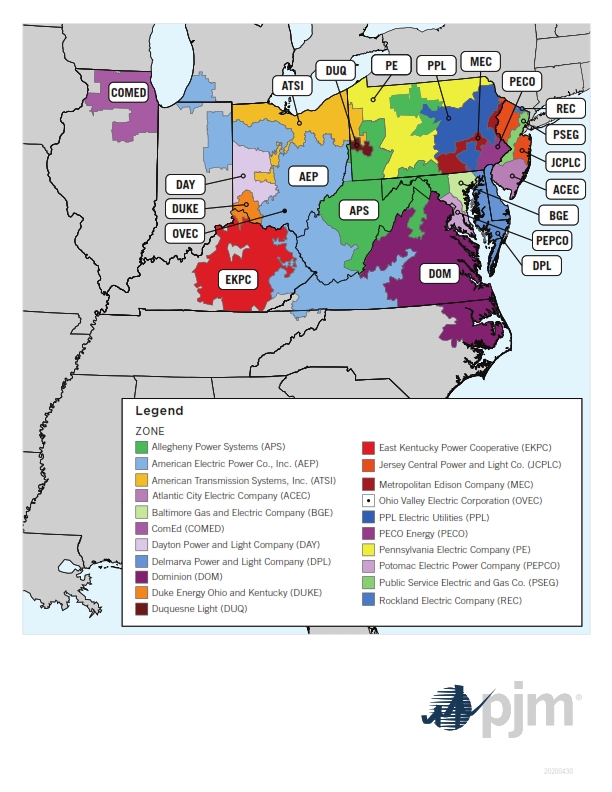 MEC
DUQ
PE
PPL
PECO
ATSI
COMED
REC
PSEG
JCPLC
DAY
AEP
ACEC
DUKE
APS
BGE
OVEC
PEPCO
DPL
EKPC
DOM
Legend
ZONE
Allegheny Power Systems (APS)
American Electric Power Co., Inc. (AEP)
American Transmission Systems, Inc. (ATSI)
Atlantic City Electric Company (ACEC)
Baltimore Gas and Electric Company (BGE)
ComEd (COMED)
Dayton Power and Light Company (DAY)
Delmarva Power and Light Company (DPL)
Dominion (DOM)
Duke Energy Ohio and Kentucky (DUKE)
Duquesne Light (DUQ)
East Kentucky Power Cooperative (EKPC)
Jersey Central Power and Light Co. (JCPLC)
Metropolitan Edison Company (MEC)
Ohio Valley Electric Corporation (OVEC)
PPL Electric Utilities (PPL)
PECO Energy (PECO)
Pennsylvania Electric Company (PE)
Potomac Electric Power Company (PEPCO)
Public Service Electric and Gas Co. (PSEG)
Rockland Electric Company (REC)
pjm®
20200430